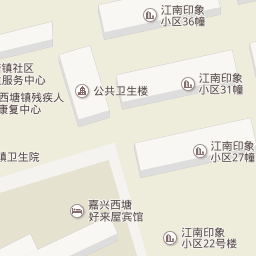 江南印象
小区36幢
镇社区
服务中心
西塘镇残疾人
康复中心
公共卫生楼
江南印象
小区31幢
镇卫生院
江南印象
小区27幢
嘉兴西塘
好来屋宾馆
江南印象
小区22号楼